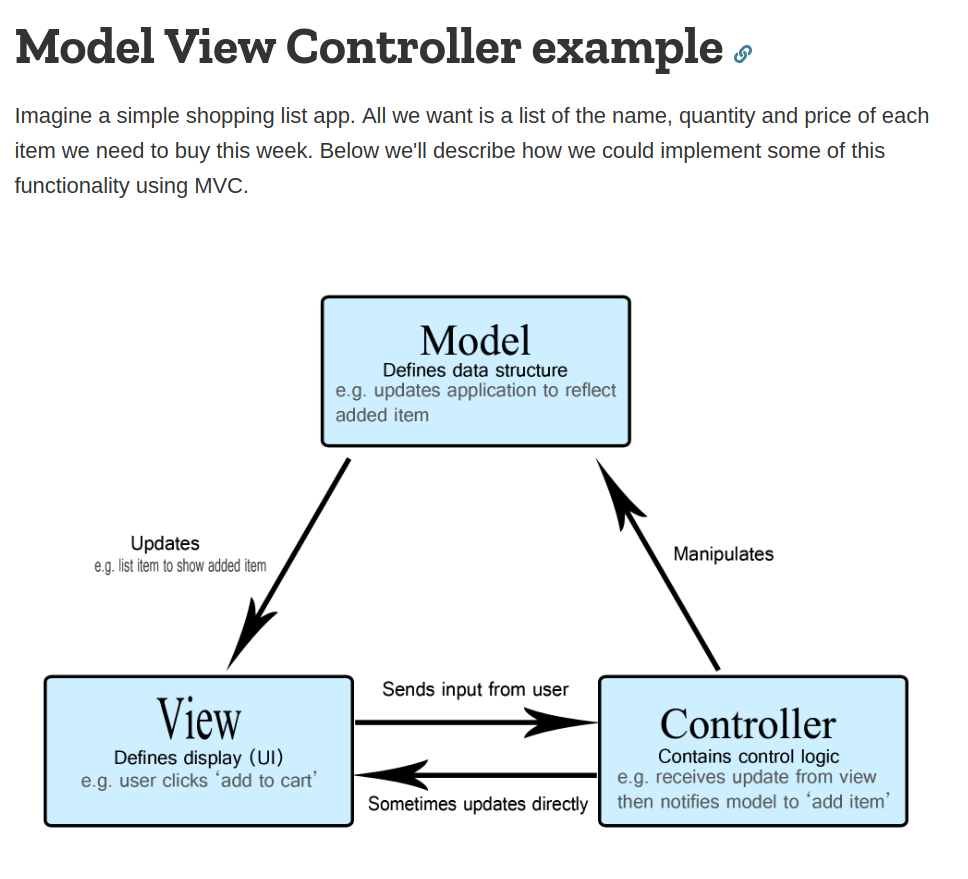 Model View Controller example
Imagine a simple shopping list app. All we want is a list of the name, quantity and price of each
item we need to buy this week. Below we'll describe how we could implement some of this
functionality using MVC.
Model
Defines data structure
e.g. updates application to reflect
added item
Updates
e.g. list item to show added item
Manipulates
View
Defines display (UI)
e.g. user clicks ‘add to cart’
Sends input from user
Sometimes updates directly
Controller
Contains control logic
e.g. receives update from view
then notifies model to ‘add item’